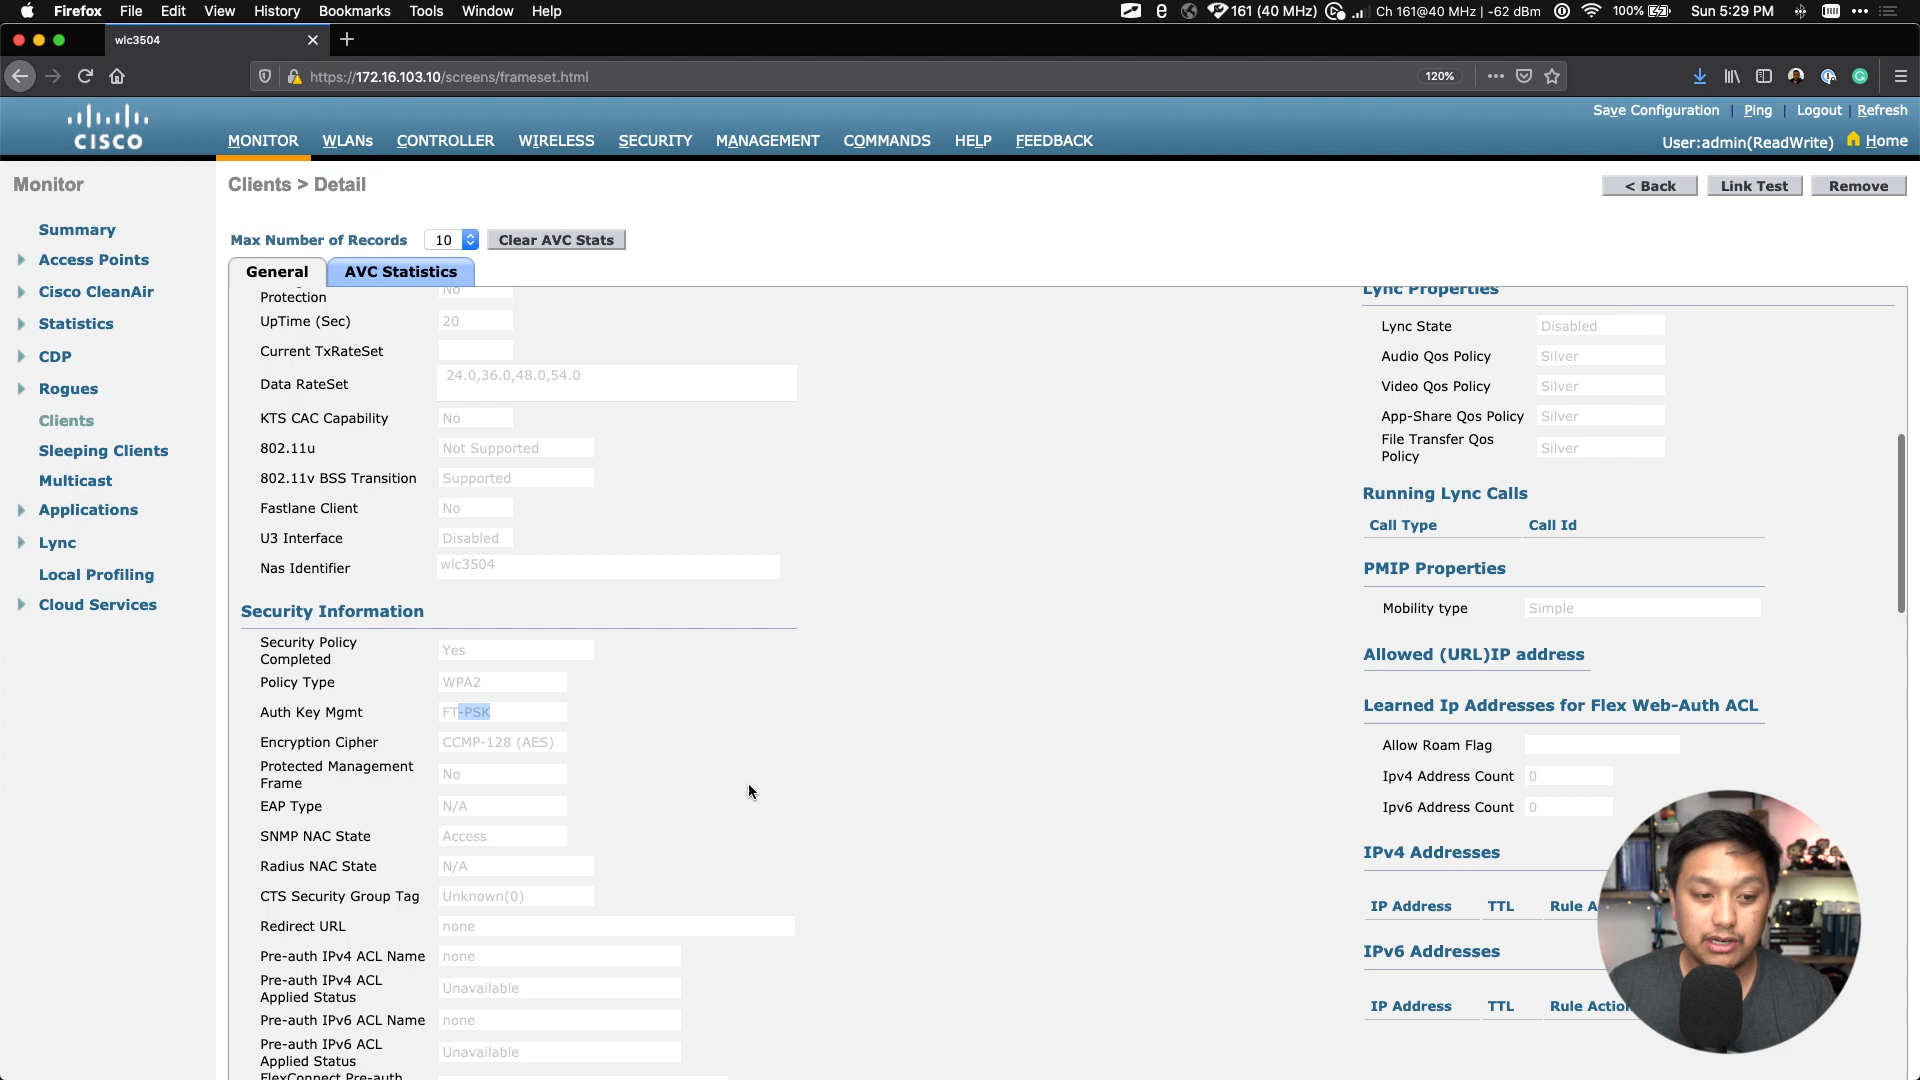 Firefox File Edit View History Bookmarks Tools Window Help 161 (40 MHz) Ch 161@40 MHz | -62 dBm 100% Sun 5:29 PM
wlc3504
https://172.16.103.10/screens/frameset.html 120%
Save Configuration | Ping | Logout | Refresh
CISCO
MONITOR WLANs CONTROLLER WIRELESS SECURITY MANAGEMENT COMMANDS HELP FEEDBACK
User:admin(ReadWrite) Home
Monitor
Summary
Access Points
Cisco CleanAir
Statistics
CDP
Rogues
Clients
Sleeping Clients
Multicast
Applications
Lync
Local Profiling
Cloud Services
Clients > Detail
< Back Link Test Remove
Max Number of Records 10 Clear AVC Stats
General AVC Statistics
Protection No
UpTime (Sec) 20
Current TxRateSet
Data RateSet 24.0,36.0,48.0,54.0
KTS CAC Capability No
802.11u Not Supported
802.11v BSS Transition Supported
Fastlane Client No
U3 Interface Disabled
Nas Identifier wlc3504
Security Information
Security Policy
Completed Yes
Policy Type WPA2
Auth Key Mgmt FT-PSK
Encryption Cipher CCMP-128 (AES)
Protected Management
Frame No
EAP Type N/A
SNMP NAC State Access
Radius NAC State N/A
CTS Security Group Tag Unknown(0)
Redirect URL none
Pre-auth IPv4 ACL Name none
Pre-auth IPv4 ACL
Applied Status Unavailable
Pre-auth IPv6 ACL Name none
Pre-auth IPv6 ACL
Applied Status Unavailable
FlexConnect Pre-auth
Lync Properties
Lync State Disabled
Audio Qos Policy Silver
Video Qos Policy Silver
App-Share Qos Policy Silver
File Transfer Qos
Policy Silver
Running Lync Calls
Call Type Call Id
PMIP Properties
Mobility type Simple
Allowed (URL)IP address
Learned Ip Addresses for Flex Web-Auth ACL
Allow Roam Flag
Ipv4 Address Count 0
Ipv6 Address Count 0
IPv4 Addresses
IP Address TTL Rule A
IPv6 Addresses
IP Address TTL Rule Action